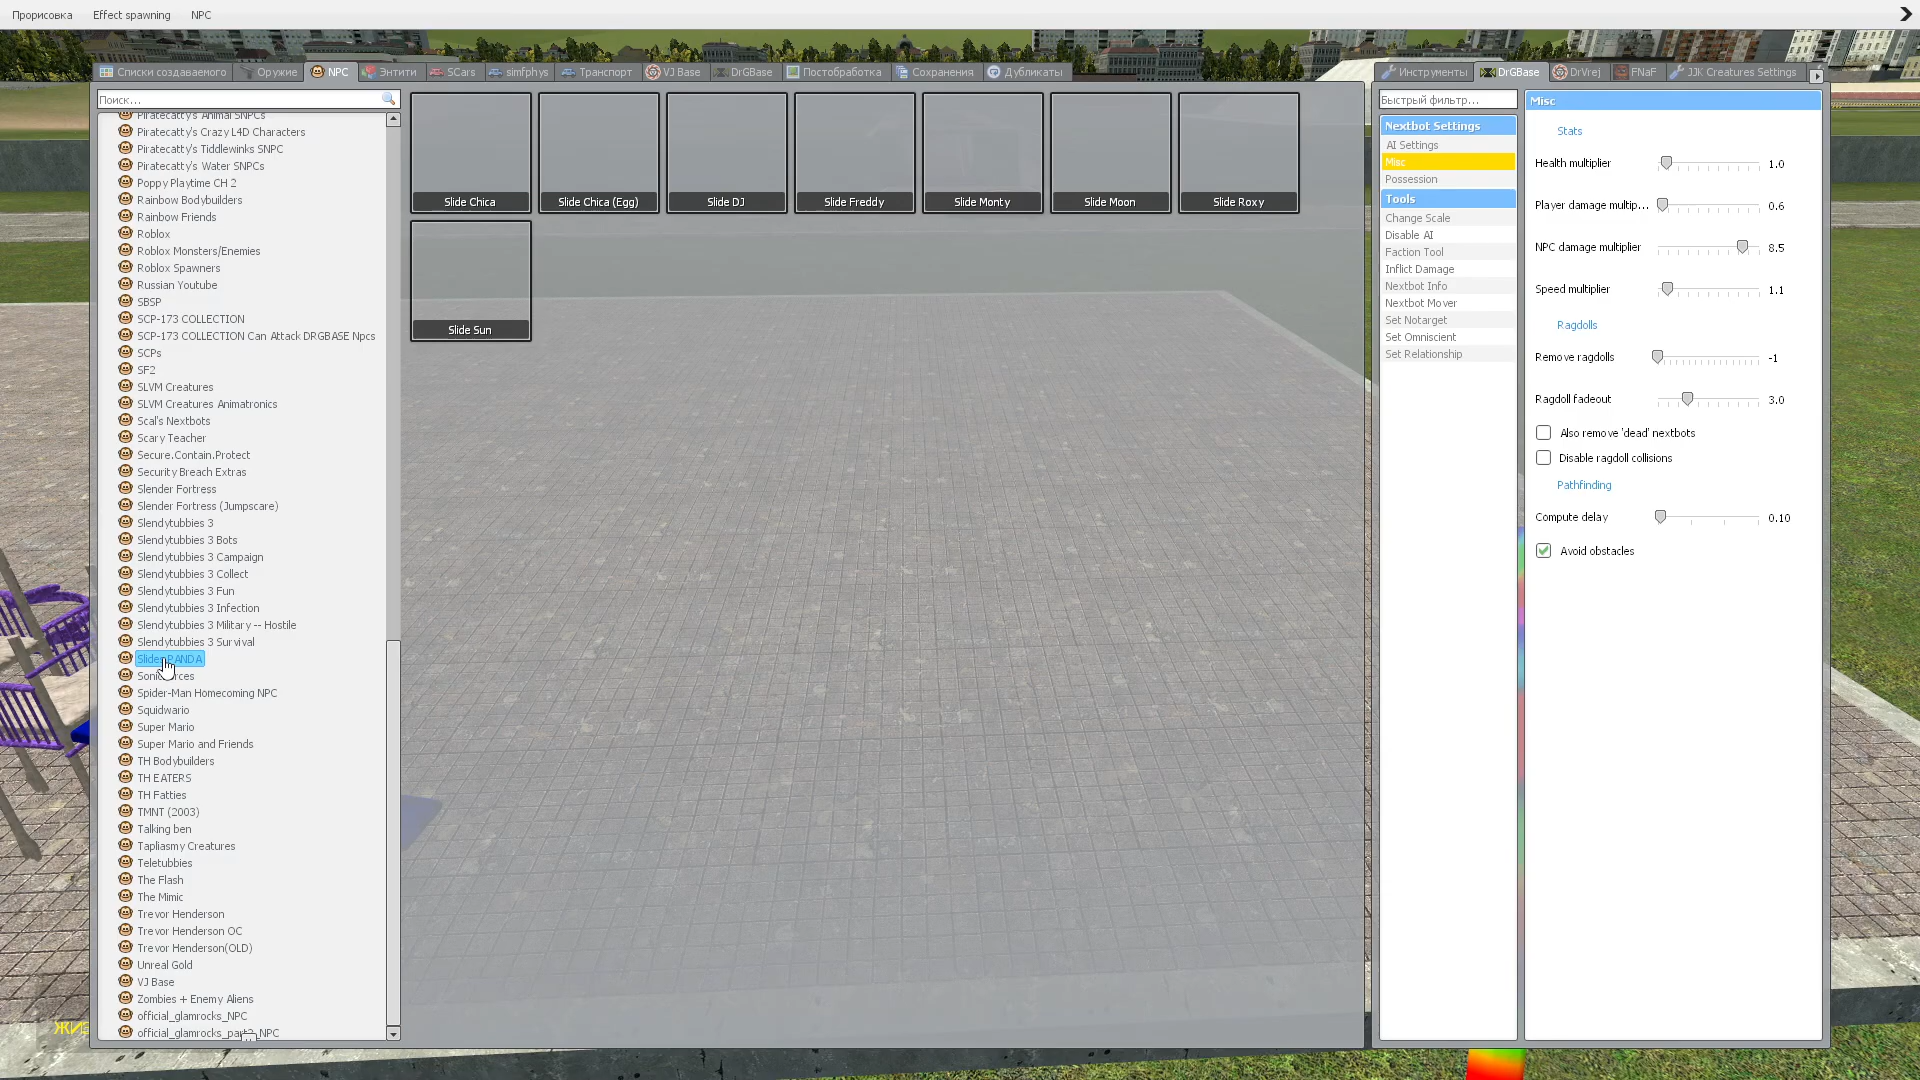 Прорисовка Effect spawning NPC
Списки создаваемого Оружие NPC Энтити SCars simfphys Транспорт VJ Base DrGBase Постобработка Сохранения Дубликаты
Инструменты DrGBase DrVrej FNaF JJK Creatures Settings
Поиск...
Piratecatty's Animal SNPCs
Piratecatty's Crazy L4D Characters
Piratecatty's Tiddlewinks SNPC
Piratecatty's Water SNPCs
Poppy Playtime CH 2
Rainbow Bodybuilders
Rainbow Friends
Roblox
Roblox Monsters/Enemies
Roblox Spawners
Russian Youtube
SBSP
SCP-173 COLLECTION
SCP-173 COLLECTION Can Attack DRGBASE Npcs
SCPs
SF2
SLVM Creatures
SLVM Creatures Animatronics
Scal's Nextbots
Scary Teacher
Secure.Contain.Protect
Security Breach Extras
Slender Fortress
Slender Fortress (Jumpscare)
Slendytubbies 3
Slendytubbies 3 Bots
Slendytubbies 3 Campaign
Slendytubbies 3 Collect
Slendytubbies 3 Fun
Slendytubbies 3 Infection
Slendytubbies 3 Military -- Hostile
Slendytubbies 3 Survival
PANDA
Spider-Man Homecoming NPC
Squidwario
Super Mario
Super Mario and Friends
TH Bodybuilders
TH EATERS
TH Fatties
TMNT (2003)
Talking ben
Tapliasmy Creatures
Teletubbies
The Flash
The Mimic
Trevor Henderson
Trevor Henderson OC
Trevor Henderson(OLD)
Unreal Gold
VJ Base
Zombies + Enemy Aliens
official_glamrocks_NPC
official_glamrocks_part2_NPC
Slide Chica
Slide Chica (Egg)
Slide DJ
Slide Freddy
Slide Monty
Slide Moon
Slide Roxy
Slide Sun
Быстрый фильтр...
Nextbot Settings
AI Settings
Misc
Possession
Tools
Change Scale
Disable AI
Faction Tool
Inflict Damage
Nextbot Info
Nextbot Mover
Set Notarget
Set Omniscient
Set Relationship
Misc
Stats
Health multiplier 1.0
Player damage multip... 0.6
NPC damage multiplier 8.5
Speed multiplier 1.1
Ragdolls
Remove ragdolls -1
Ragdoll fadeout 3.0
Also remove 'dead' nextbots
Disable ragdoll collisions
Pathfinding
Compute delay 0.10
Avoid obstacles